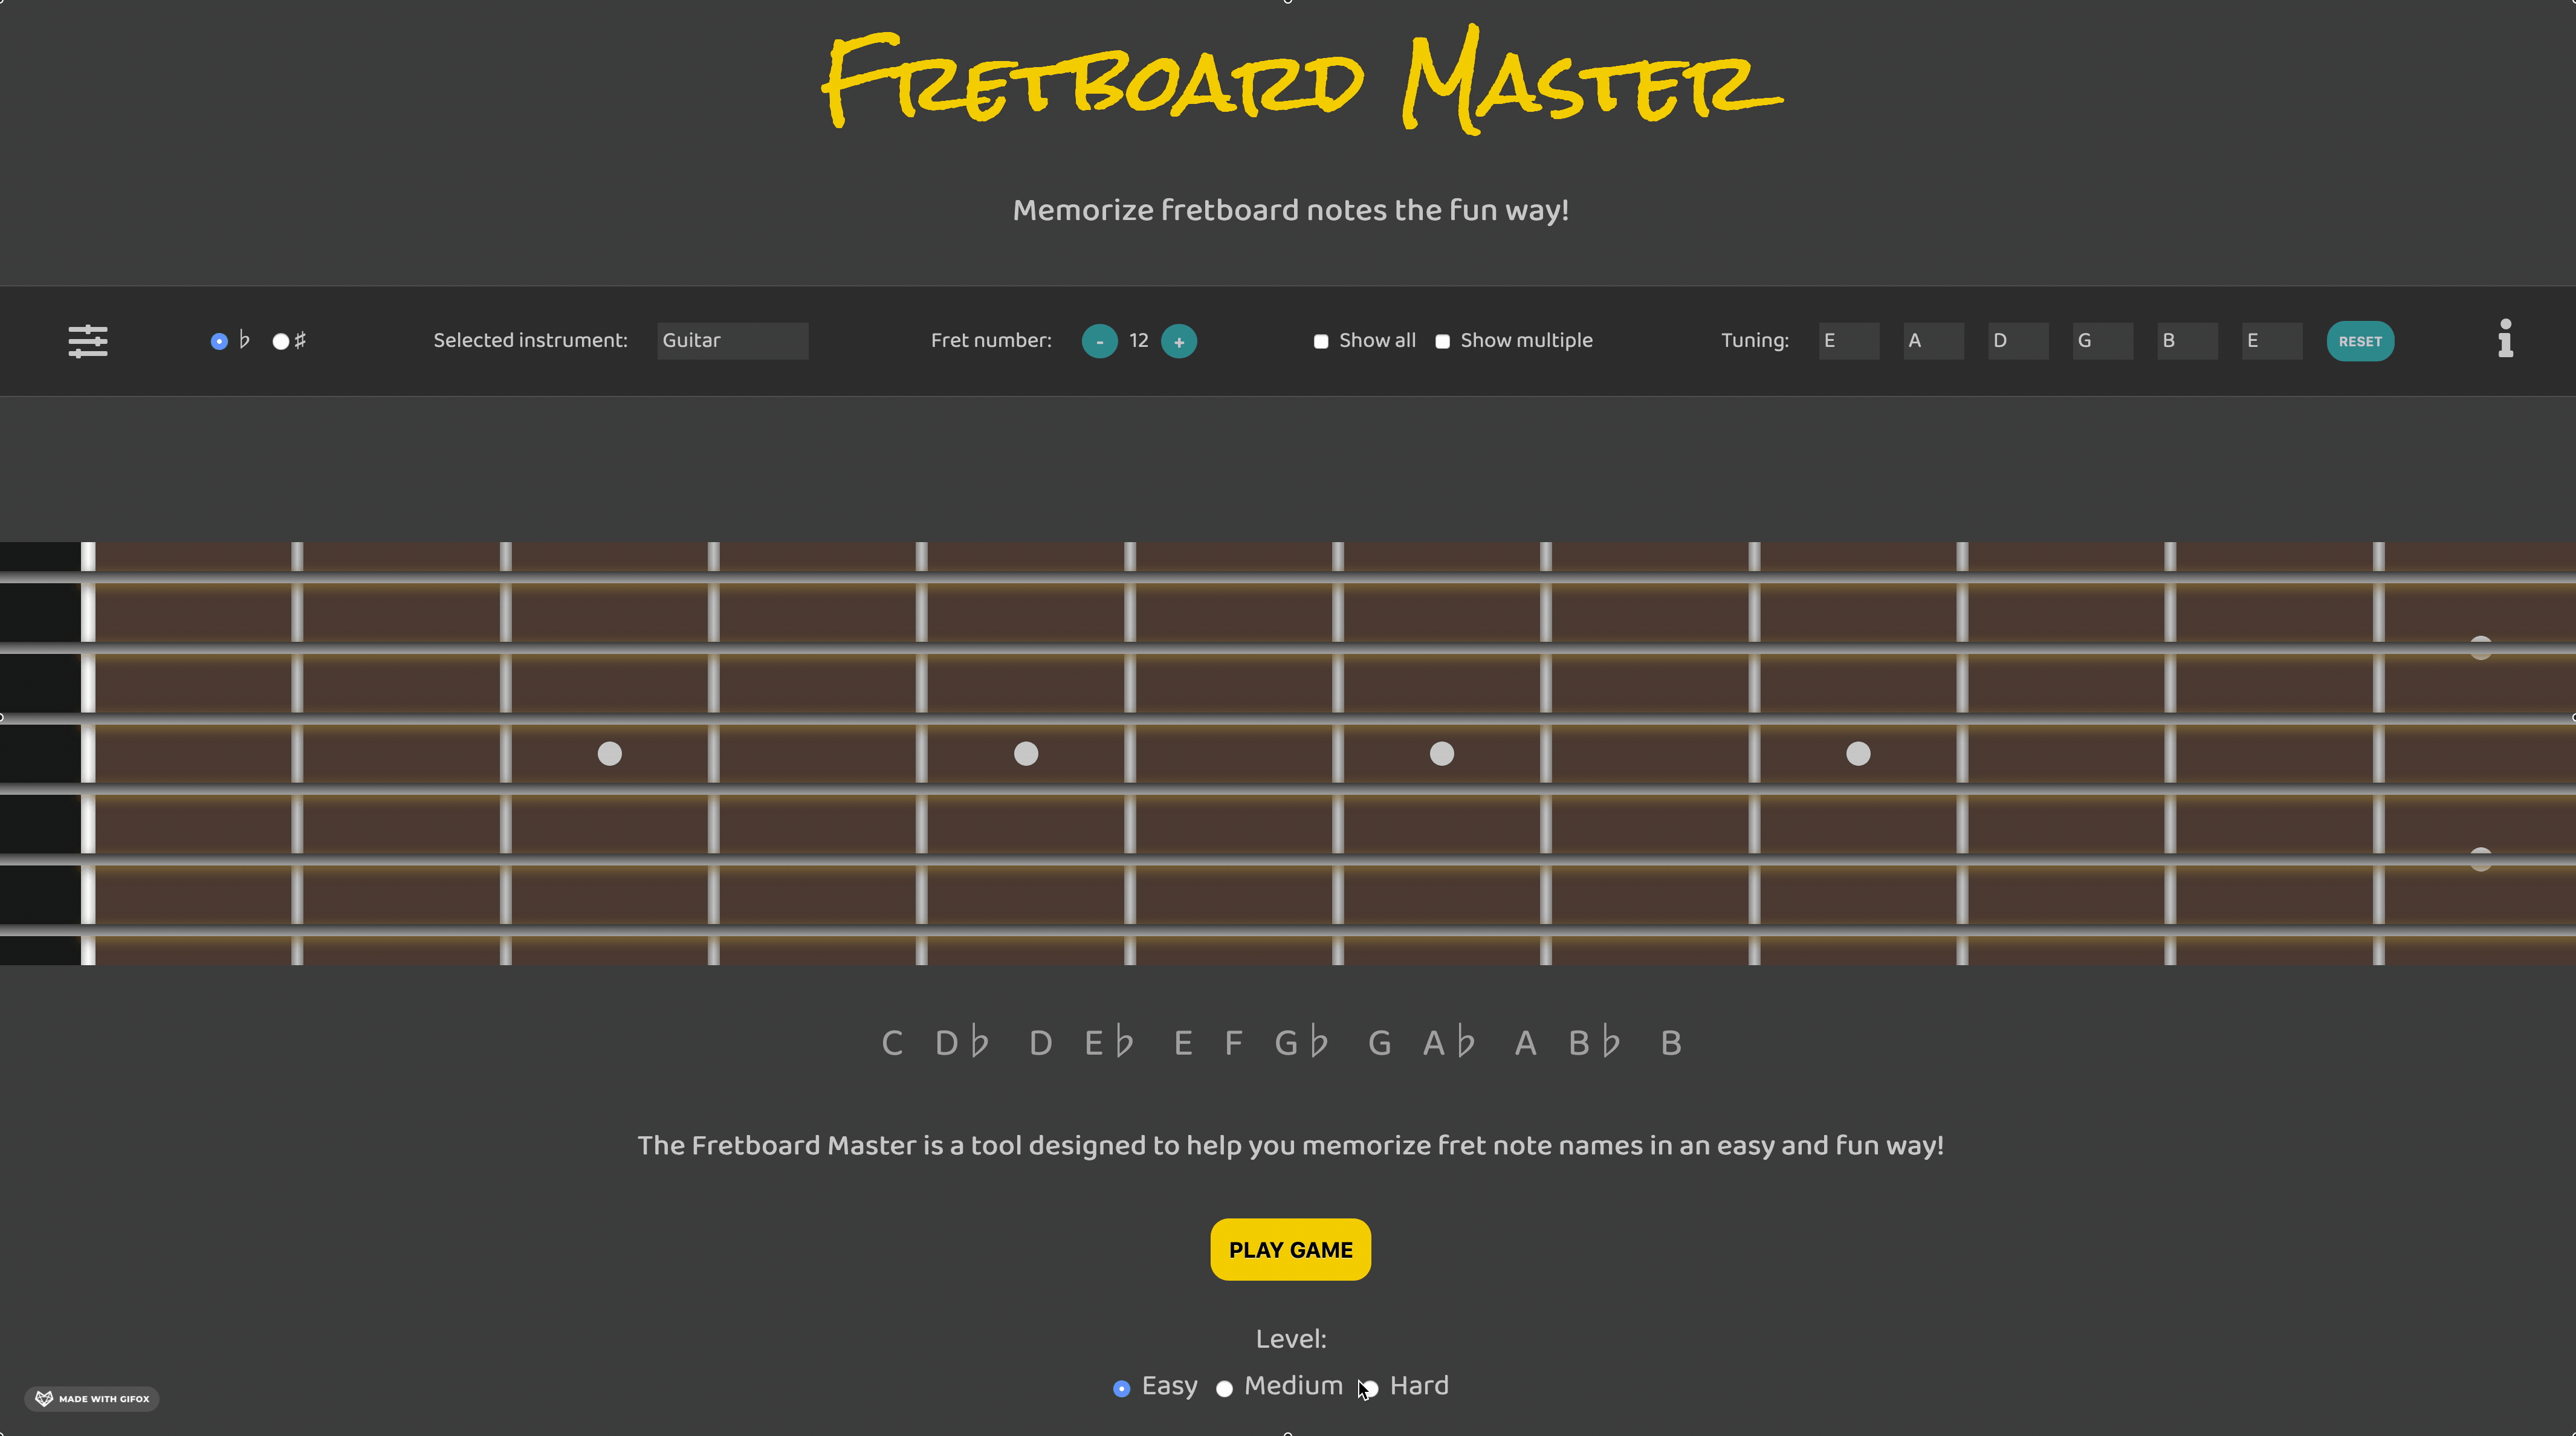 Fretboard Master
Memorize fretboard notes the fun way!
♭ ♯ Selected instrument: Guitar Fret number: - 12 + Show all Show multiple Tuning: E A D G B E RESET
C D♭ D E♭ E F G♭ G A♭ A B♭ B
The Fretboard Master is a tool designed to help you memorize fret note names in an easy and fun way!
PLAY GAME
Level:
Easy Medium Hard
MADE WITH GIFOX